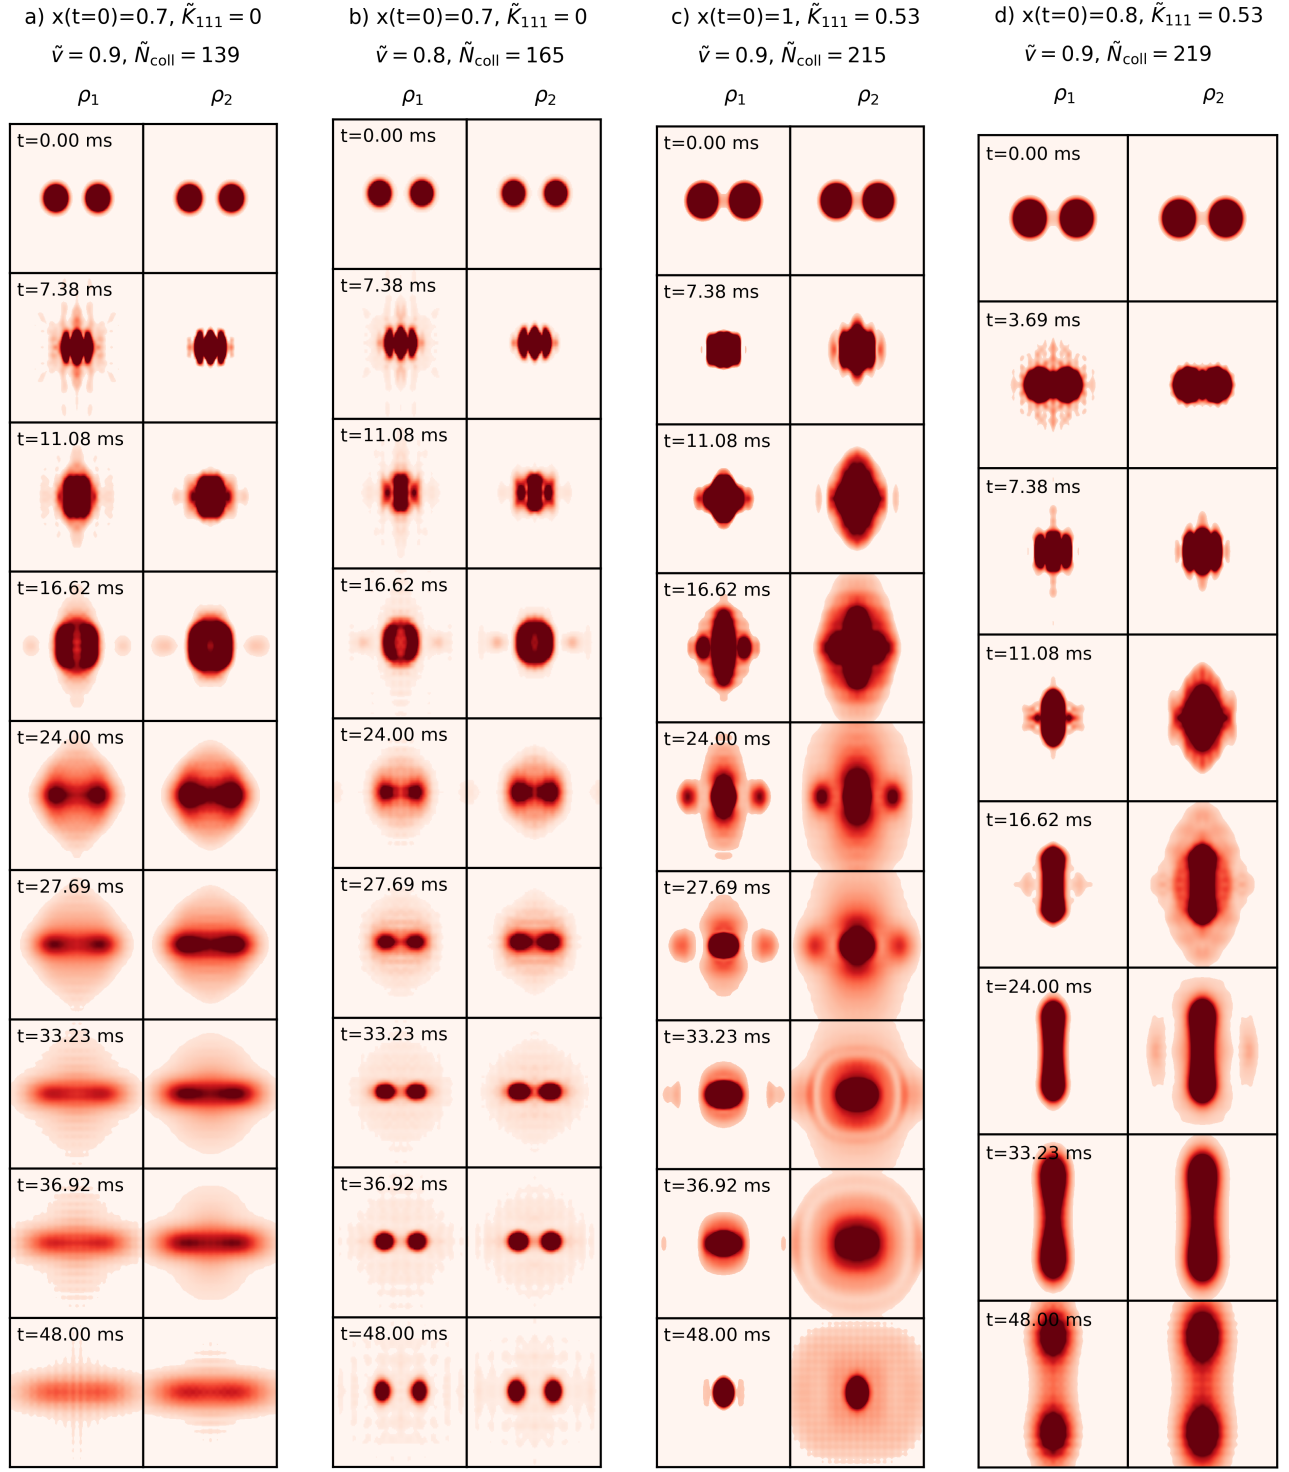 a) x(t=0)=0.7, K̃₁₁₁ = 0
ṽ = 0.9, Ñcoll = 139
ρ₁ ρ₂
t=0.00 ms
t=7.38 ms
t=11.08 ms
t=16.62 ms
t=24.00 ms
t=27.69 ms
t=33.23 ms
t=36.92 ms
t=48.00 ms
b) x(t=0)=0.7, K̃₁₁₁ = 0
ṽ = 0.8, Ñcoll = 165
ρ₁ ρ₂
t=0.00 ms
t=7.38 ms
t=11.08 ms
t=16.62 ms
t=24.00 ms
t=27.69 ms
t=33.23 ms
t=36.92 ms
t=48.00 ms
c) x(t=0)=1, K̃₁₁₁ = 0.53
ṽ = 0.9, Ñcoll = 215
ρ₁ ρ₂
t=0.00 ms
t=7.38 ms
t=11.08 ms
t=16.62 ms
t=24.00 ms
t=27.69 ms
t=33.23 ms
t=36.92 ms
t=48.00 ms
d) x(t=0)=0.8, K̃₁₁₁ = 0.53
ṽ = 0.9, Ñcoll = 219
ρ₁ ρ₂
t=0.00 ms
t=3.69 ms
t=7.38 ms
t=11.08 ms
t=16.62 ms
t=24.00 ms
t=33.23 ms
t=48.00 ms